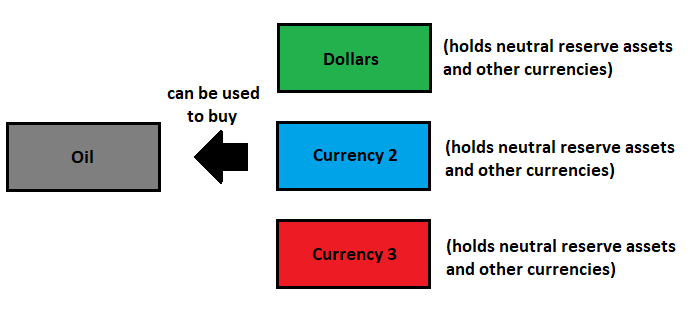 Dollars
(holds neutral reserve assets
and other currencies)
can be used
to buy
Oil
Currency 2
(holds neutral reserve assets
and other currencies)
Currency 3
(holds neutral reserve assets
and other currencies)